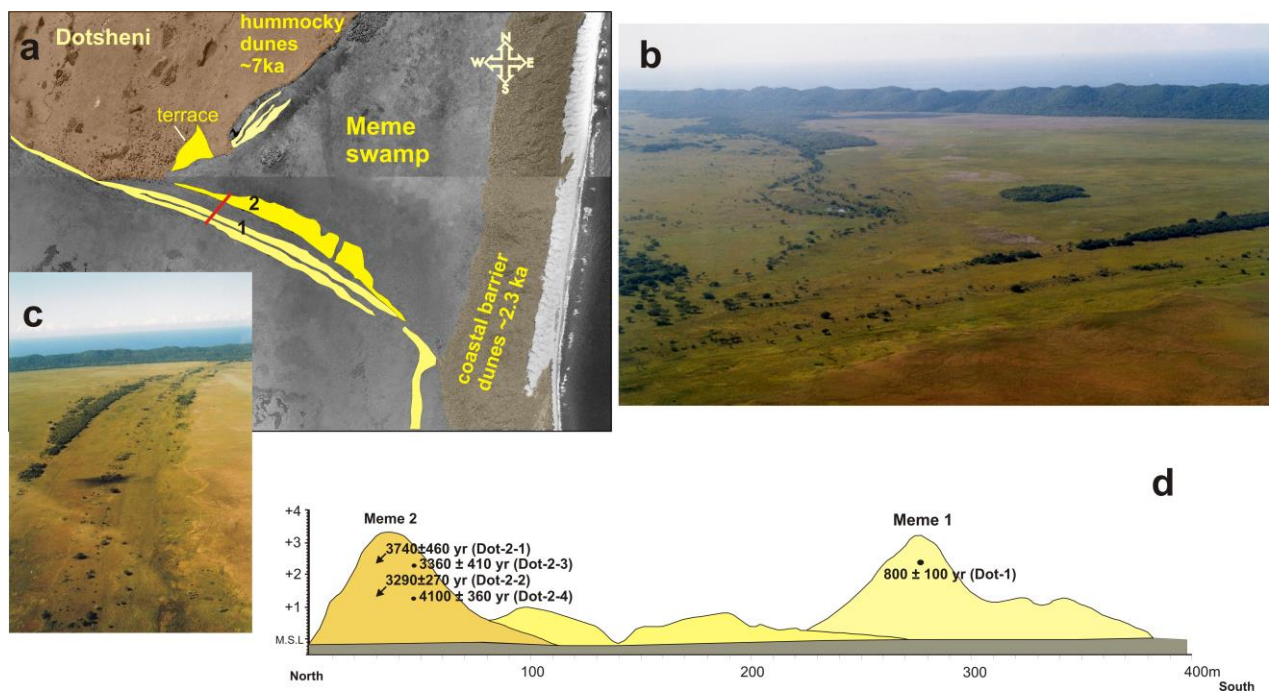 a
Dotsheni
hummocky
dunes
~7ka
terrace
N
W E
S
Meme
swamp
2
1
coastal barrier
dunes ~2.3 ka
b
c
d
+4
+3
+2
+1
M.S.L
Meme 2
3740±460 yr (Dot-2-1)
3360 ± 410 yr (Dot-2-3)
3290±270 yr (Dot-2-2)
4100 ± 360 yr (Dot-2-4)
Meme 1
800 ± 100 yr (Dot-1)
100
200
300
400m
North
South